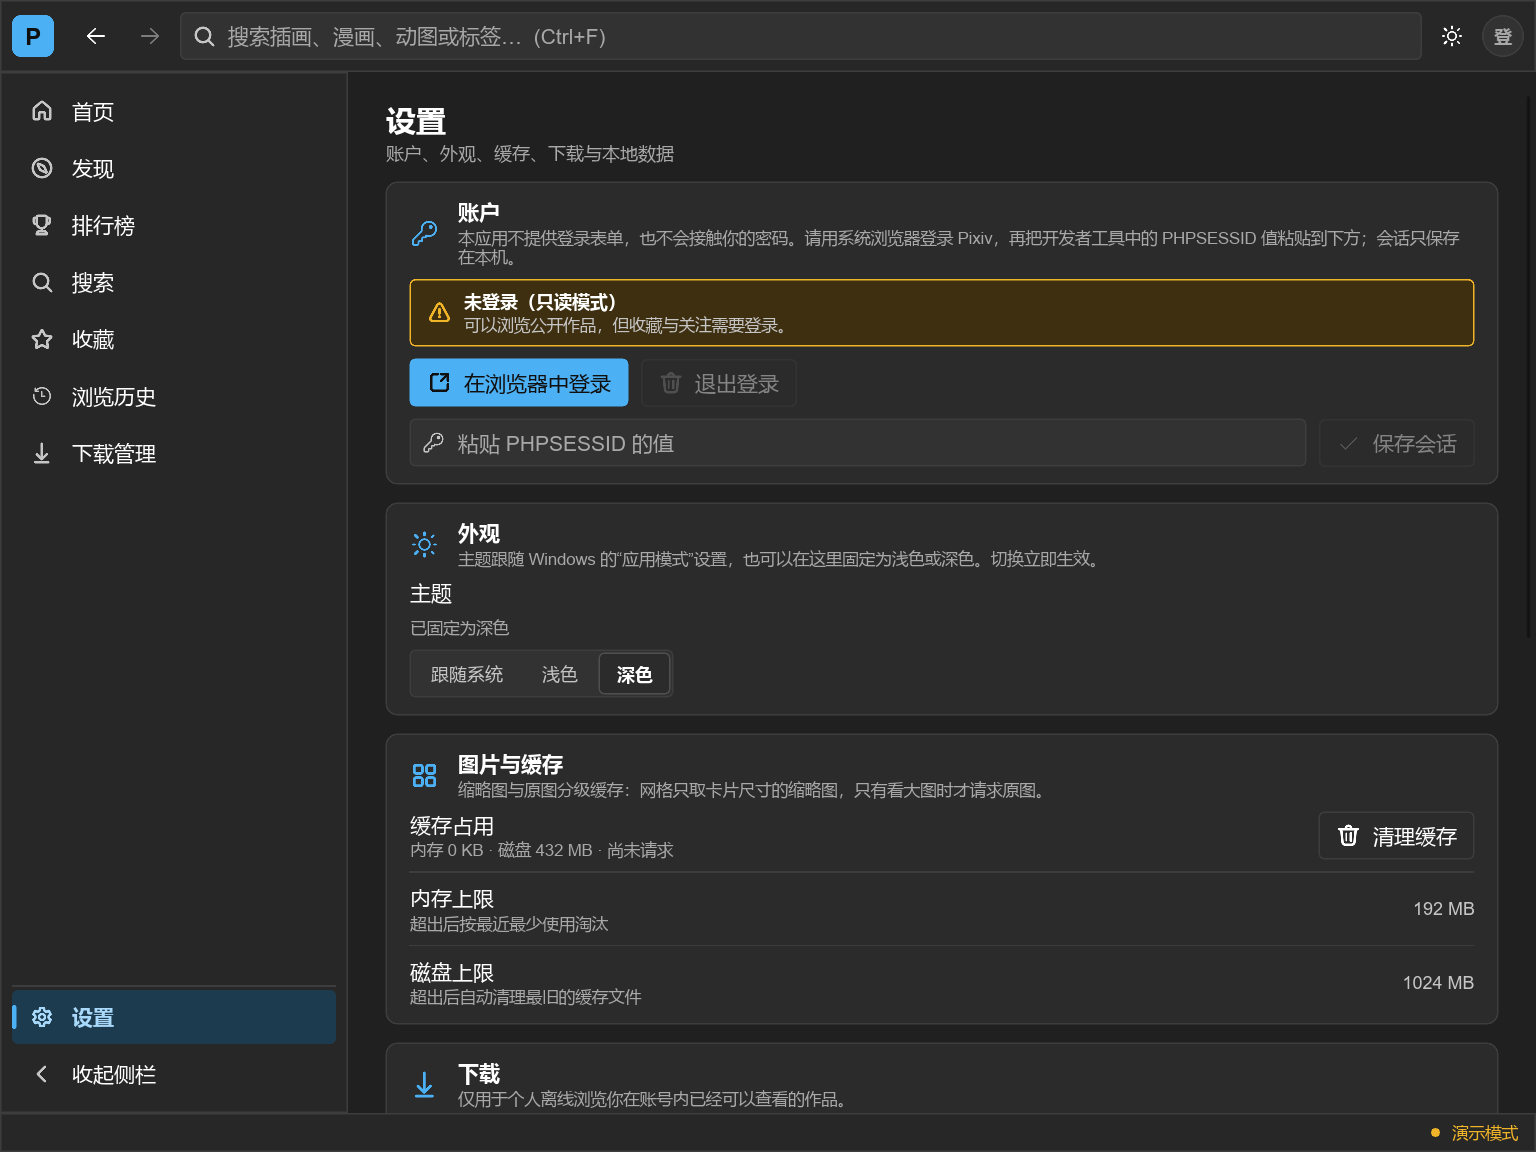 P
搜索插画、漫画、动图或标签… (Ctrl+F)
登
首页
发现
排行榜
搜索
收藏
浏览历史
下载管理
设置
收起侧栏
设置
账户、外观、缓存、下载与本地数据
账户
本应用不提供登录表单，也不会接触你的密码。请用系统浏览器登录 Pixiv，再把开发者工具中的 PHPSESSID 值粘贴到下方；会话只保存
在本机。
未登录（只读模式）
可以浏览公开作品，但收藏与关注需要登录。
在浏览器中登录
退出登录
粘贴 PHPSESSID 的值
保存会话
外观
主题跟随 Windows 的“应用模式”设置，也可以在这里固定为浅色或深色。切换立即生效。
主题
已固定为深色
跟随系统
浅色
深色
图片与缓存
缩略图与原图分级缓存：网格只取卡片尺寸的缩略图，只有看大图时才请求原图。
缓存占用
内存 0 KB · 磁盘 432 MB · 尚未请求
清理缓存
内存上限
超出后按最近最少使用淘汰
192 MB
磁盘上限
超出后自动清理最旧的缓存文件
1024 MB
下载
仅用于个人离线浏览你在账号内已经可以查看的作品。
演示模式